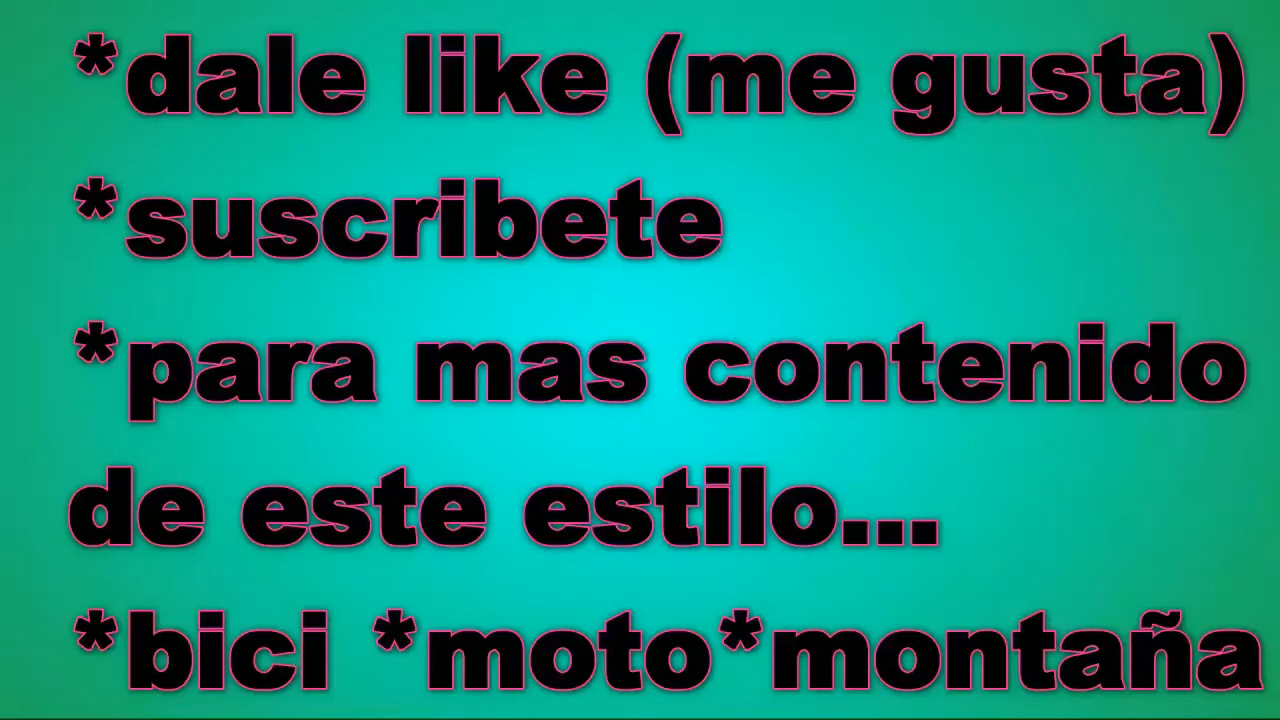 *dale like (me gusta)
*suscribete
*para mas contenido
de este estilo...
*bici *moto*montaña